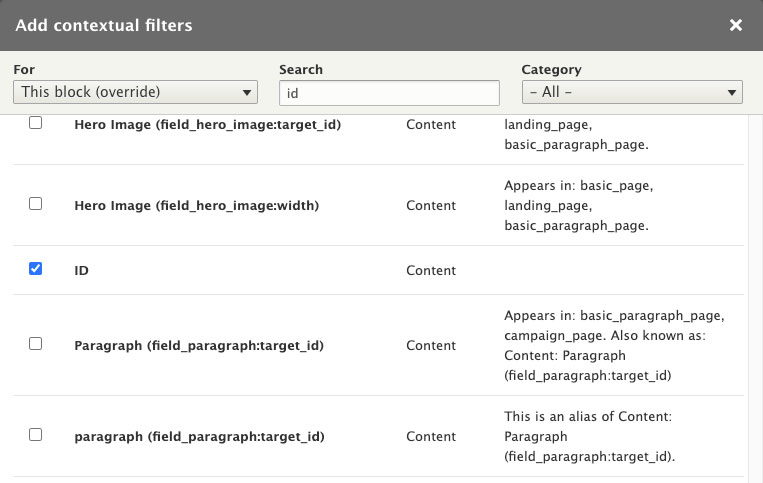 Add contextual filters ×
For Search Category
This block (override) id – All –
Hero Image (field_hero_image:target_id) Content landing_page,
basic_paragraph_page.
Appears in: basic_page,
Hero Image (field_hero_image:width) Content landing_page,
basic_paragraph_page.
ID Content
Appears in: basic_paragraph_page,
Paragraph (field_paragraph:target_id) Content campaign_page. Also known as:
Content: Paragraph
(field_paragraph:target_id)
This is an alias of Content:
paragraph (field_paragraph:target_id) Content Paragraph
(field_paragraph:target_id).